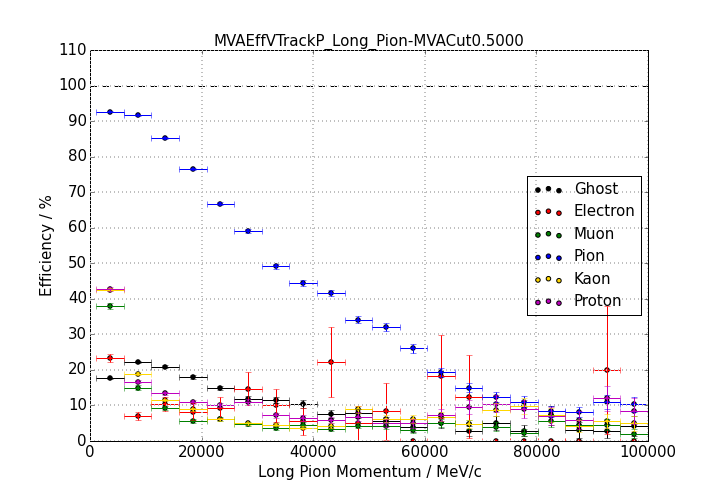 MVAEffVTrackP_Long_Pion-MVACut0.5000
110
100
90
80
70
60
50
40
30
20
10
0
Efficiency / %
Ghost
Electron
Muon
Pion
Kaon
Proton
0 20000 40000 60000 80000 100000
Long Pion Momentum / MeV/c